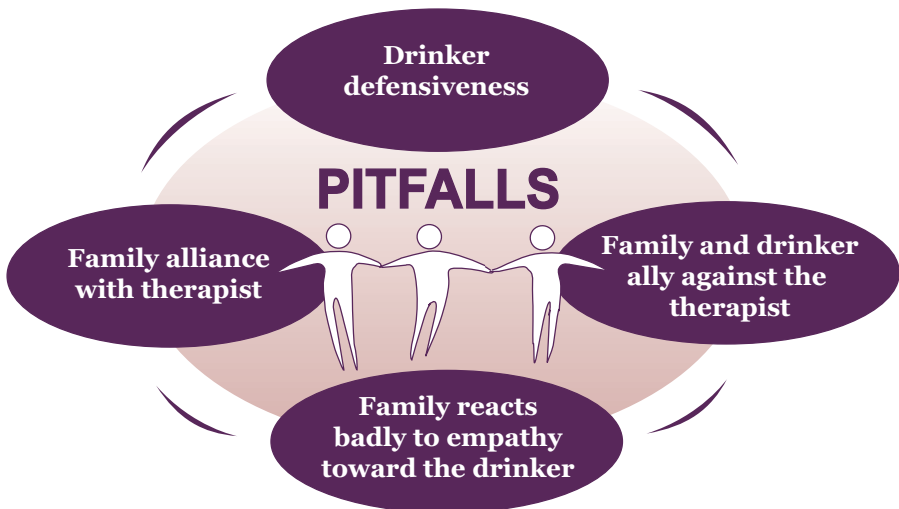 Drinker
defensiveness
PITFALLS
Family alliance
with therapist
Family and drinker
ally against the
therapist
Family reacts
badly to empathy
toward the drinker